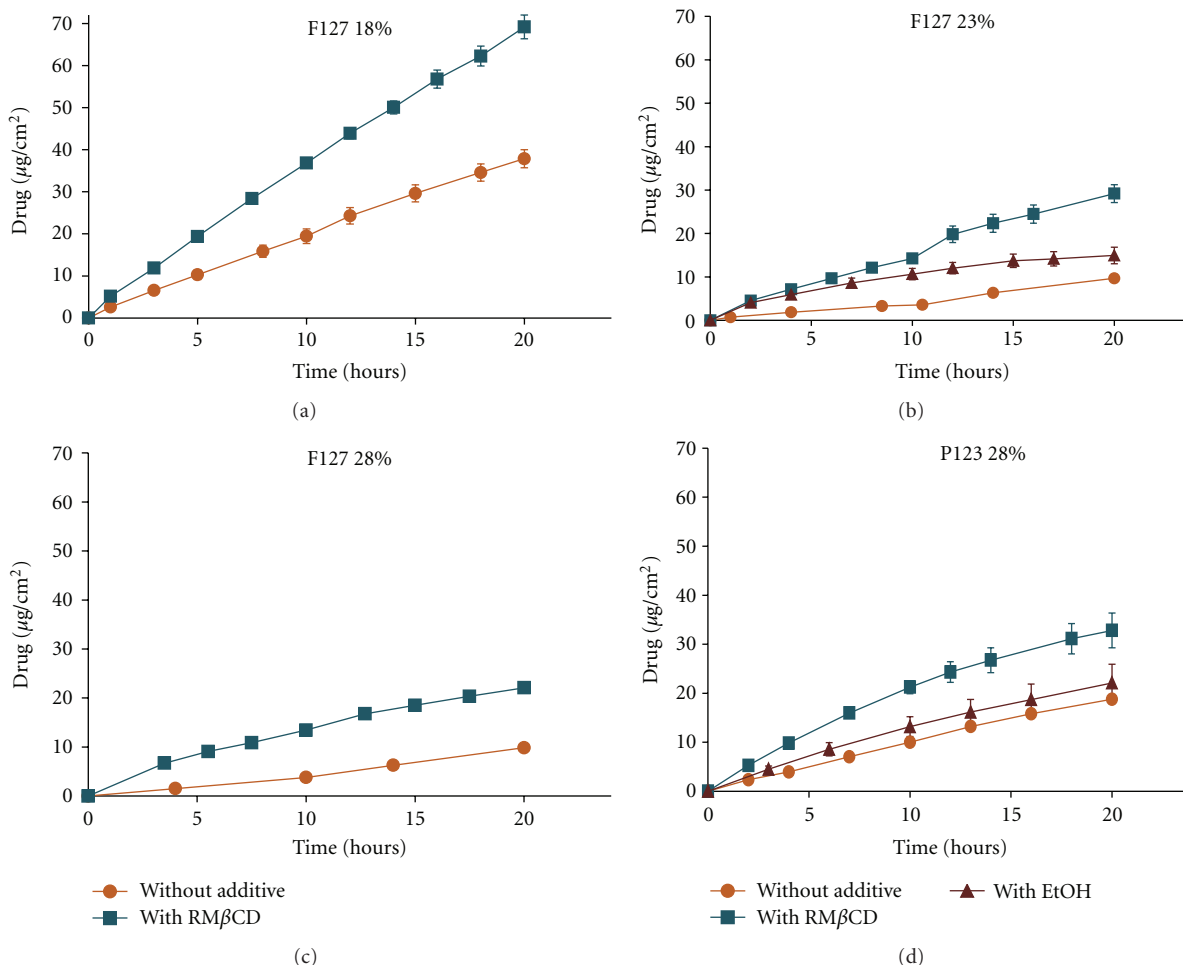 F127 18%
70
60
50
40
30
20
10
0
Drug (µg/cm²)
0 5 10 15 20
Time (hours)
(a)
F127 23%
70
60
50
40
30
20
10
0
Drug (µg/cm²)
0 5 10 15 20
Time (hours)
(b)
F127 28%
70
60
50
40
30
20
10
0
Drug (µg/cm²)
0 5 10 15 20
Time (hours)
Without additive
With RMβCD
(c)
P123 28%
70
60
50
40
30
20
10
0
Drug (µg/cm²)
0 5 10 15 20
Time (hours)
Without additive With EtOH
With RMβCD
(d)